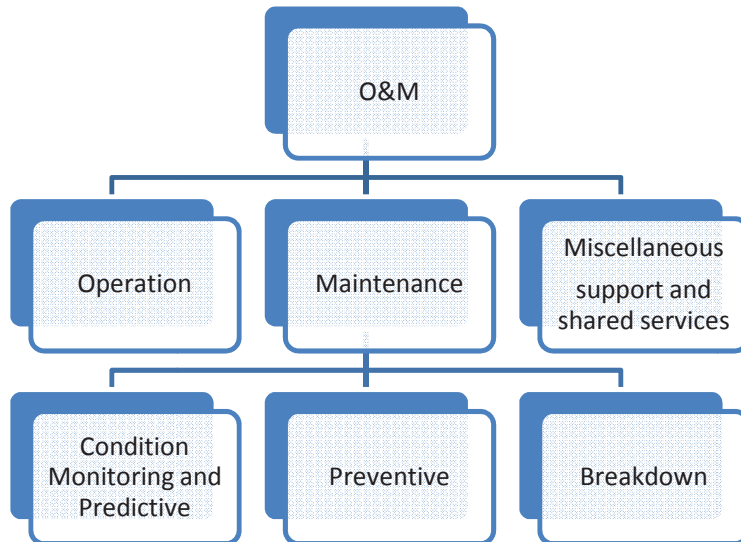 O&M
Operation
Maintenance
Miscellaneous
support and
shared services
Condition
Monitoring and
Predictive
Preventive
Breakdown